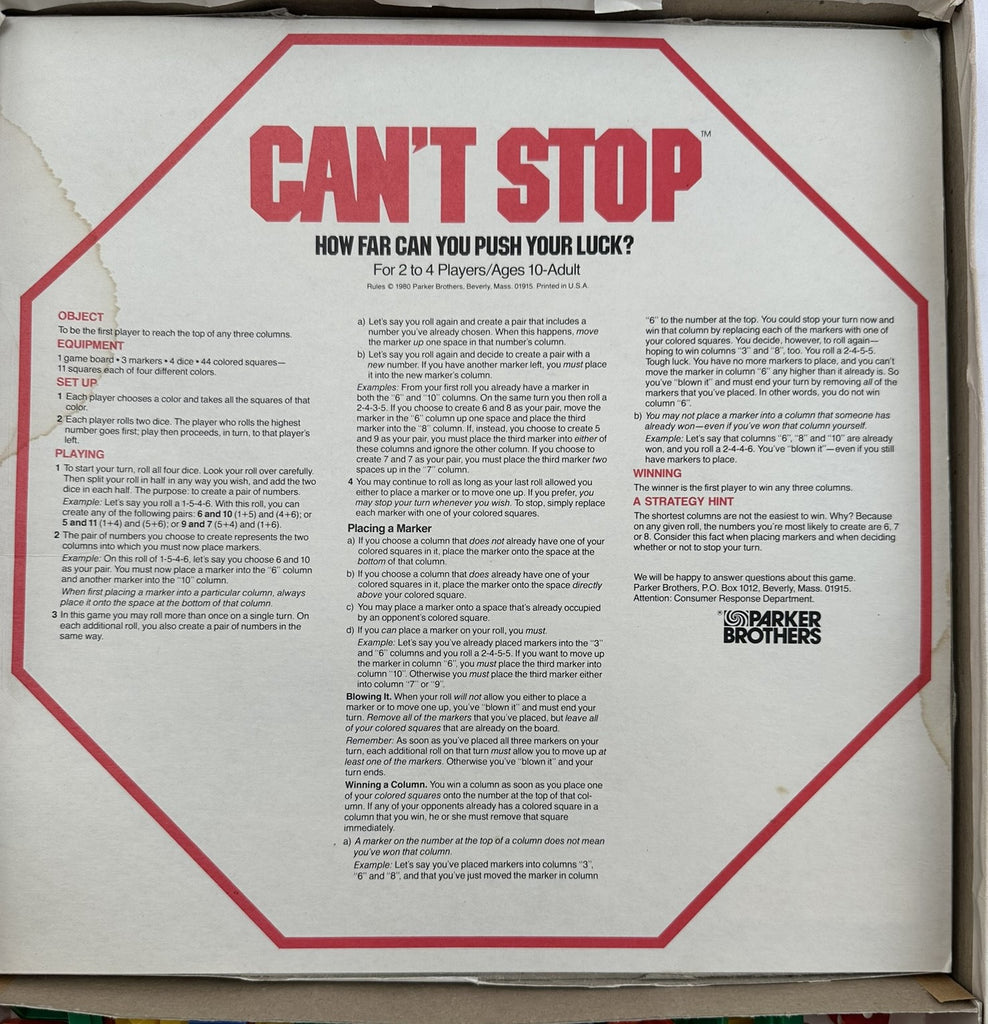 CAN'T STOP™
HOW FAR CAN YOU PUSH YOUR LUCK?
For 2 to 4 Players/Ages 10-Adult
Rules © 1980 Parker Brothers, Beverly, Mass. 01915. Printed in U.S.A.
OBJECT
To be the first player to reach the top of any three columns.
EQUIPMENT
1 game board • 3 markers • 4 dice • 44 colored squares—
11 squares each of four different colors.
SET UP
1 Each player chooses a color and takes all the squares of that
color.
2 Each player rolls two dice. The player who rolls the highest
number goes first; play then proceeds, in turn, to that player's
left.
PLAYING
1 To start your turn, roll all four dice. Look your roll over carefully.
Then split your roll in half in any way you wish, and add the two
dice in each half. The purpose: to create a pair of numbers.
Example: Let's say you roll a 1-5-4-6. With this roll, you can
create any of the following pairs: 6 and 10 (1+5) and (4+6); or
5 and 11 (1+4) and (5+6); or 9 and 7 (5+4) and (1+6).
2 The pair of numbers you choose to create represents the two
columns into which you must now place markers.
Example: On this roll of 1-5-4-6, let's say you choose 6 and 10
as your pair. You must now place a marker into the "6" column
and another marker into the "10" column.
When first placing a marker into a particular column, always
place it onto the space at the bottom of that column.
3 In this game you may roll more than once on a single turn. On
each additional roll, you also create a pair of numbers in the
same way.
a) Let's say you roll again and create a pair that includes a
number you've already chosen. When this happens, move
the marker up one space in that number's column.
b) Let's say you roll again and decide to create a pair with a
new number. If you have another marker left, you must place
it into the new marker's column.
Examples: From your first roll you already have a marker in
both the "6" and "10" columns. On the same turn you then roll a
2-4-3-5. If you choose to create 6 and 8 as your pair, move the
marker in the "6" column up one space and place the third
marker into the "8" column. If, instead, you choose to create 5
and 9 as your pair, you must place the third marker into either of
these columns and ignore the other column. If you choose to
create 7 and 7 as your pair, you must place the third marker two
spaces up in the "7" column.
4 You may continue to roll as long as your last roll allowed you
either to place a marker or to move one up. If you prefer, you
may stop your turn whenever you wish. To stop, simply replace
each marker with one of your colored squares.
Placing a Marker
a) If you choose a column that does not already have one of your
colored squares in it, place the marker onto the space at the
bottom of that column.
b) If you choose a column that does already have one of your
colored squares in it, place the marker onto the space directly
above your colored square.
c) You may place a marker onto a space that's already occupied
by an opponent's colored square.
d) If you can place a marker on your roll, you must.
Example: Let's say you've already placed markers into the "3"
and "6" columns and you roll a 2-4-5-5. If you want to move up
the marker in column "6", you must place the third marker into
column "10". Otherwise you must place the third marker either
into column "7" or "9".
Blowing It. When your roll will not allow you either to place a
marker or to move one up, you've "blown it" and must end your
turn. Remove all of the markers that you've placed, but leave all
of your colored squares that are already on the board.
Remember: As soon as you've placed all three markers on your
turn, each additional roll on that turn must allow you to move up at
least one of the markers. Otherwise you've "blown it" and your
turn ends.
Winning a Column. You win a column as soon as you place one
of your colored squares onto the number at the top of that col-
umn. If any of your opponents already has a colored square in a
column that you win, he or she must remove that square
immediately.
a) A marker on the number at the top of a column does not mean
you've won that column.
Example: Let's say you've placed markers into columns "3",
"6" and "8", and that you've just moved the marker in column
"6" to the number at the top. You could stop your turn now and
win that column by replacing each of the markers with one of
your colored squares. You decide, however, to roll again—
hoping to win columns "3" and "8", too. You roll a 2-4-5-5.
Tough luck. You have no more markers to place, and you can't
move the marker in column "6" any higher than it already is. So
you've "blown it" and must end your turn by removing all of the
markers that you've placed. In other words, you do not win
column "6".
b) You may not place a marker into a column that someone has
already won—even if you've won that column yourself.
Example: Let's say that columns "6", "8" and "10" are already
won, and you roll a 2-4-4-6. You've "blown it"—even if you still
have markers to place.
WINNING
The winner is the first player to win any three columns.
A STRATEGY HINT
The shortest columns are not the easiest to win. Why? Because
on any given roll, the numbers you're most likely to create are 6, 7
or 8. Consider this fact when placing markers and when deciding
whether or not to stop your turn.
We will be happy to answer questions about this game.
Parker Brothers, P.O. Box 1012, Beverly, Mass. 01915.
Attention: Consumer Response Department.
PARKER
BROTHERS